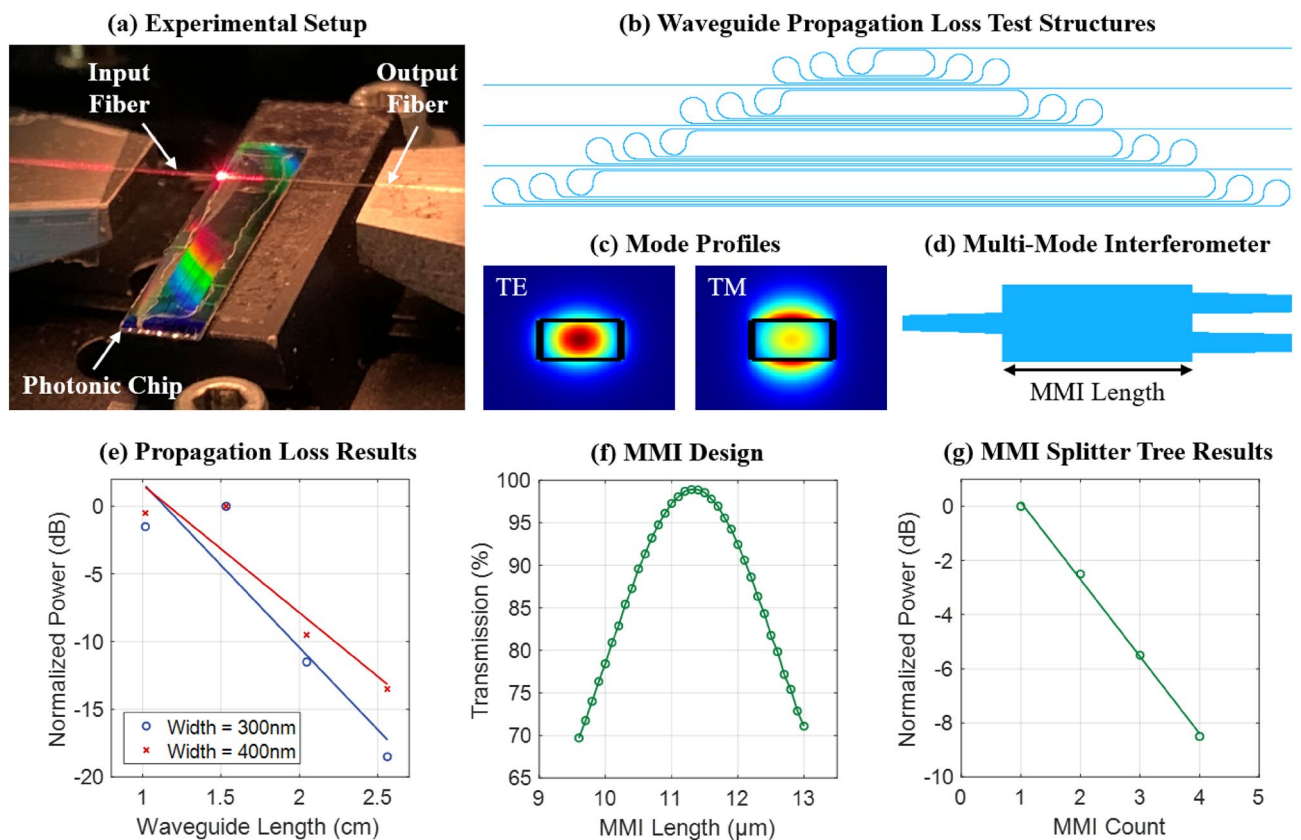 (a) Experimental Setup
Input
Fiber
Output
Fiber
Photonic Chip
(b) Waveguide Propagation Loss Test Structures
(c) Mode Profiles
TE
TM
(d) Multi-Mode Interferometer
MMI Length
(e) Propagation Loss Results
Normalized Power (dB)
0
-5
-10
-15
-20
Width = 300nm
Width = 400nm
1
1.5
2
2.5
Waveguide Length (cm)
(f) MMI Design
Transmission (%)
100
95
90
85
80
75
70
65
9
10
11
12
13
MMI Length (μm)
(g) MMI Splitter Tree Results
Normalized Power (dB)
0
-2
-4
-6
-8
-10
0
1
2
3
4
5
MMI Count